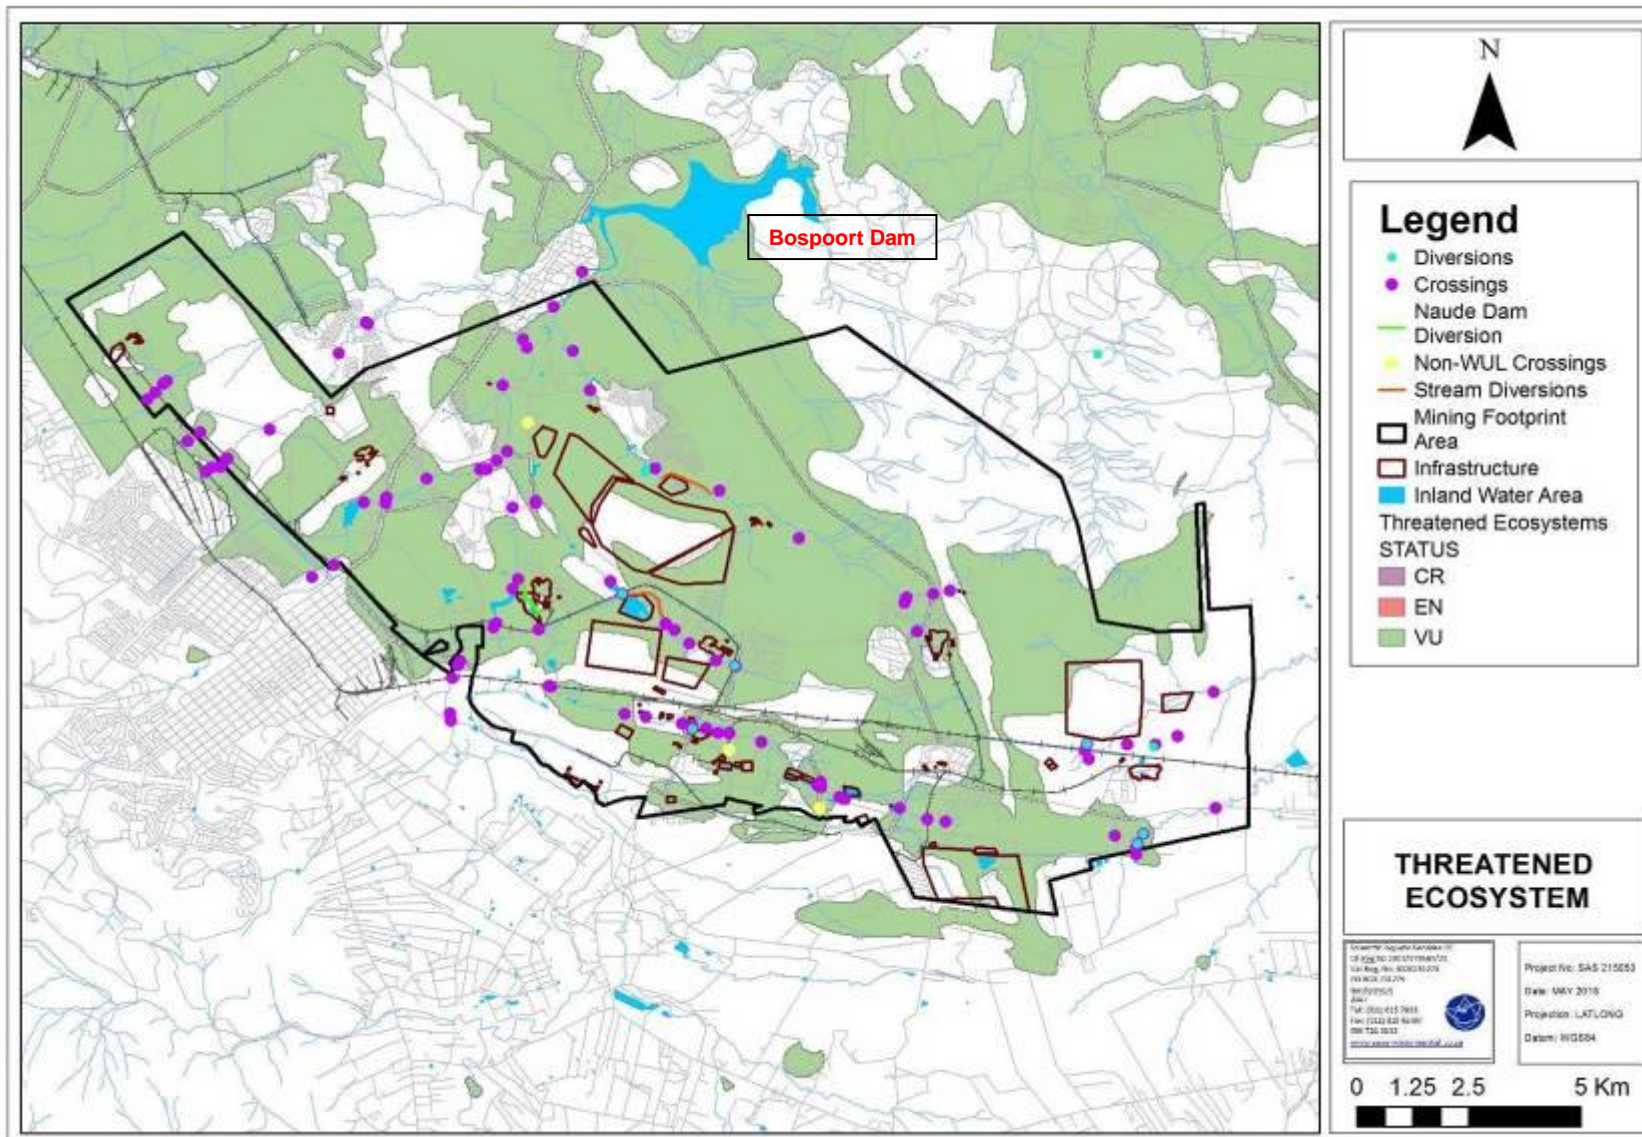 Bospoort Dam
N
Legend
Diversions
Crossings
Naude Dam
Diversion
Non-WUL Crossings
Stream Diversions
Mining Footprint
Area
Infrastructure
Inland Water Area
Threatened Ecosystems
STATUS
CR
EN
VU
THREATENED
ECOSYSTEM
Project No: SAS 215053
Date: MAY 2016
Projection: LATLONG
Datum: WGS84
0 1.25 2.5 5 Km